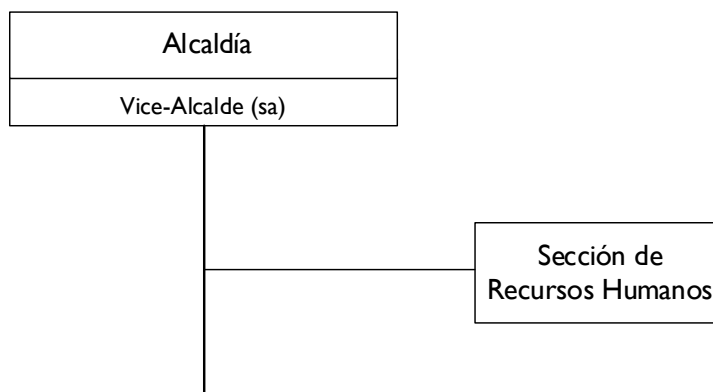 Alcaldía
Vice-Alcalde (sa)
Sección de
Recursos Humanos